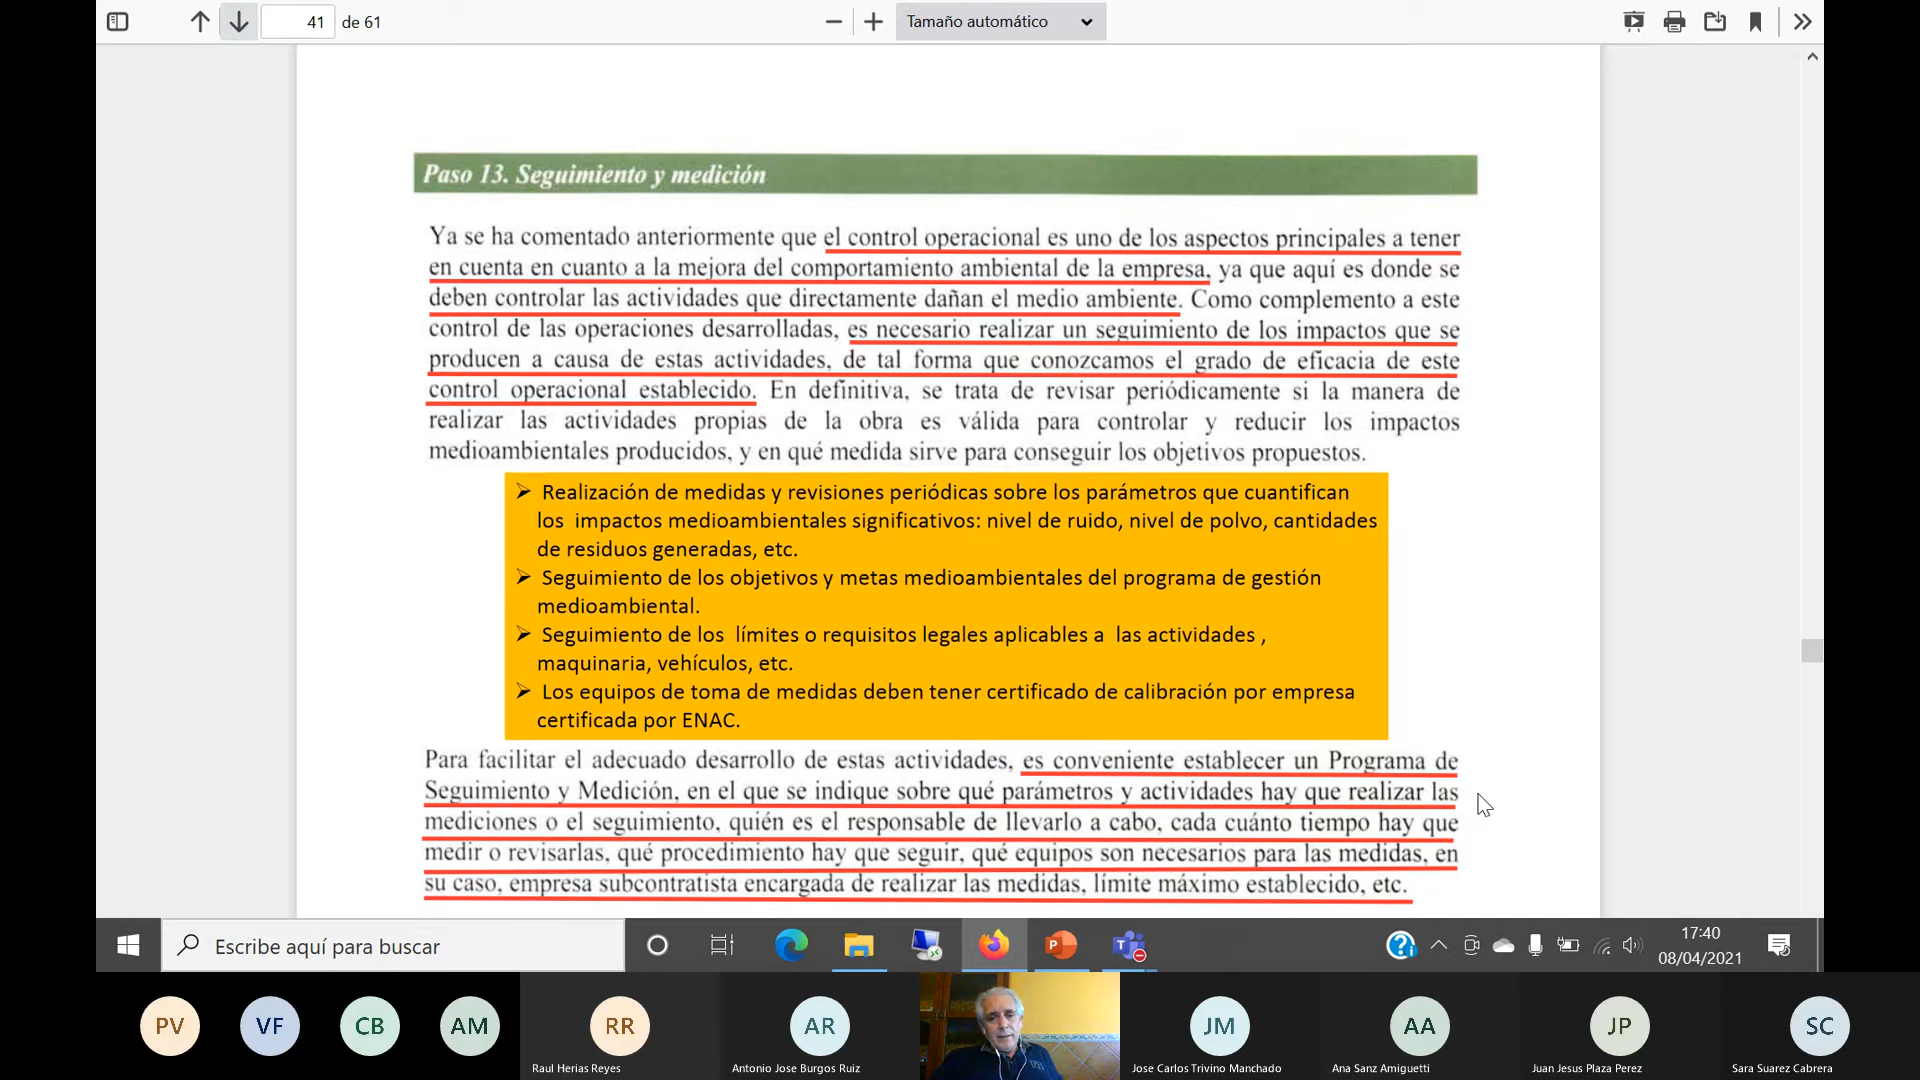 41 de 61
Tamaño automático
Paso 13. Seguimiento y medición
Ya se ha comentado anteriormente que el control operacional es uno de los aspectos principales a tener
en cuenta en cuanto a la mejora del comportamiento ambiental de la empresa, ya que aquí es donde se
deben controlar las actividades que directamente dañan el medio ambiente. Como complemento a este
control de las operaciones desarrolladas, es necesario realizar un seguimiento de los impactos que se
producen a causa de estas actividades, de tal forma que conozcamos el grado de eficacia de este
control operacional establecido. En definitiva, se trata de revisar periódicamente si la manera de
realizar las actividades propias de la obra es válida para controlar y reducir los impactos
medioambientales producidos, y en qué medida sirve para conseguir los objetivos propuestos.
➢ Realización de medidas y revisiones periódicas sobre los parámetros que cuantifican
los impactos medioambientales significativos: nivel de ruido, nivel de polvo, cantidades
de residuos generadas, etc.
➢ Seguimiento de los objetivos y metas medioambientales del programa de gestión
medioambiental.
➢ Seguimiento de los límites o requisitos legales aplicables a las actividades ,
maquinaria, vehículos, etc.
➢ Los equipos de toma de medidas deben tener certificado de calibración por empresa
certificada por ENAC.
Para facilitar el adecuado desarrollo de estas actividades, es conveniente establecer un Programa de
Seguimiento y Medición, en el que se indique sobre qué parámetros y actividades hay que realizar las
mediciones o el seguimiento, quién es el responsable de llevarlo a cabo, cada cuánto tiempo hay que
medir o revisarlas, qué procedimiento hay que seguir, qué equipos son necesarios para las medidas, en
su caso, empresa subcontratista encargada de realizar las medidas, límite máximo establecido, etc.
Escribe aquí para buscar
17:40
08/04/2021
PV VF CB AM RR AR JM AA JP SC
Raul Herias Reyes
Antonio Jose Burgos Ruiz
Jose Carlos Trivino Manchado
Ana Sanz Amiguetti
Juan Jesus Plaza Perez
Sara Suarez Cabrera